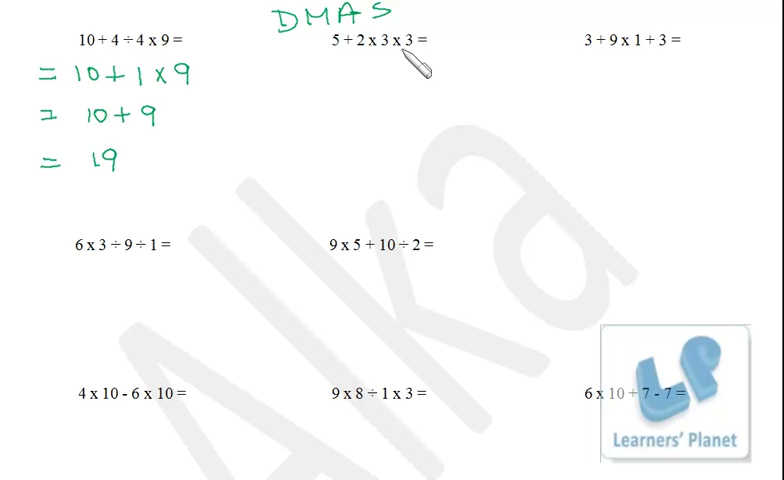 DMAS
10 + 4 ÷ 4 x 9 =
= 10 + 1 x 9
= 10 + 9
= 19
5 + 2 x 3 x 3 =
3 + 9 x 1 + 3 =
6 x 3 ÷ 9 ÷ 1 =
9 x 5 + 10 ÷ 2 =
4 x 10 - 6 x 10 =
9 x 8 ÷ 1 x 3 =
6 x 10 + 7 - 7 =
Alka
LP
Learners' Planet